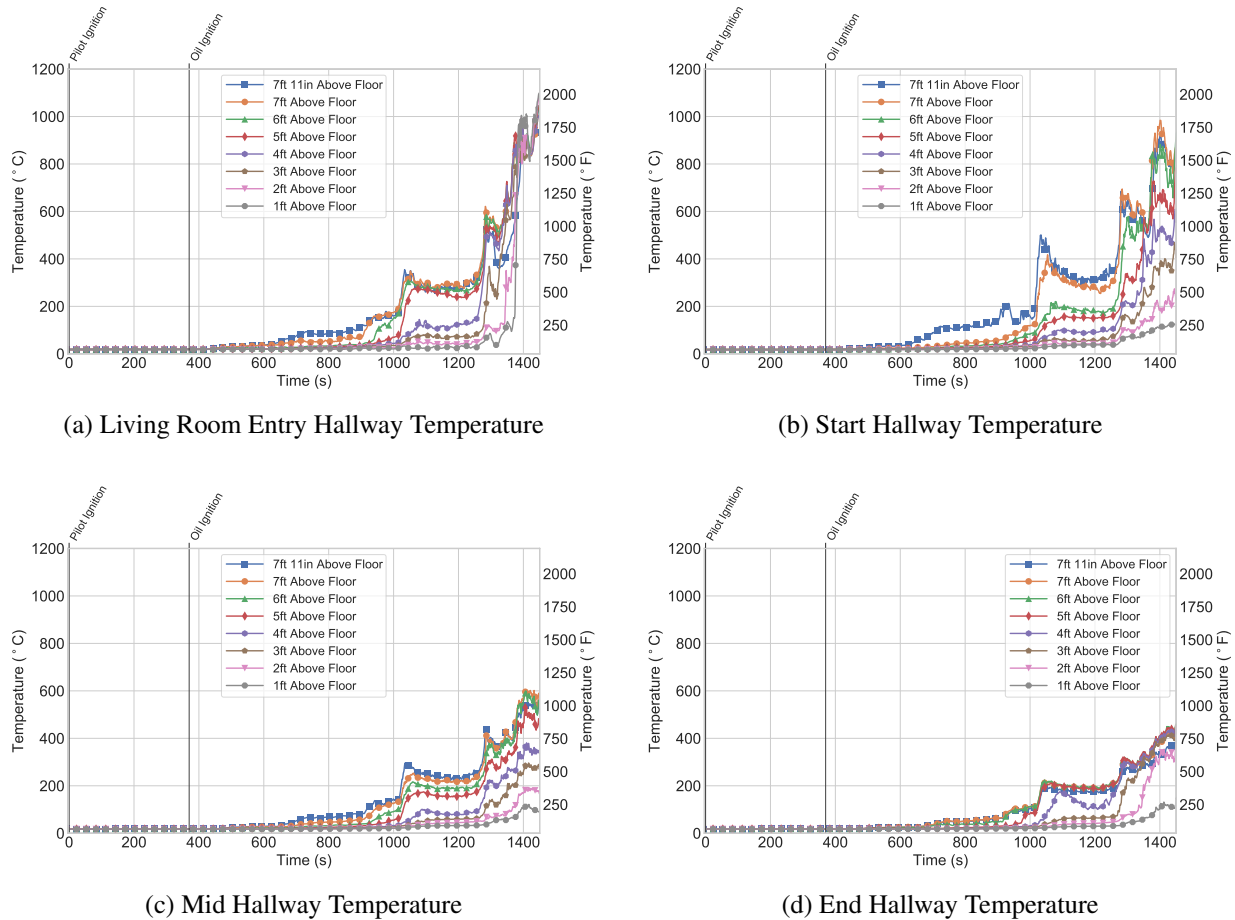 Pilot Ignition
Oil Ignition
1200
1000
800
600
400
200
0
Temperature (°C)
7ft 11in Above Floor
7ft Above Floor
6ft Above Floor
5ft Above Floor
4ft Above Floor
3ft Above Floor
2ft Above Floor
1ft Above Floor
2000
1750
1500
1250
1000
750
500
250
Temperature (°F)
0 200 400 600 800 1000 1200 1400
Time (s)
(a) Living Room Entry Hallway Temperature
Pilot Ignition
Oil Ignition
1200
1000
800
600
400
200
0
Temperature (°C)
7ft 11in Above Floor
7ft Above Floor
6ft Above Floor
5ft Above Floor
4ft Above Floor
3ft Above Floor
2ft Above Floor
1ft Above Floor
2000
1750
1500
1250
1000
750
500
250
Temperature (°F)
0 200 400 600 800 1000 1200 1400
Time (s)
(b) Start Hallway Temperature
Pilot Ignition
Oil Ignition
1200
1000
800
600
400
200
0
Temperature (°C)
7ft 11in Above Floor
7ft Above Floor
6ft Above Floor
5ft Above Floor
4ft Above Floor
3ft Above Floor
2ft Above Floor
1ft Above Floor
2000
1750
1500
1250
1000
750
500
250
Temperature (°F)
0 200 400 600 800 1000 1200 1400
Time (s)
(c) Mid Hallway Temperature
Pilot Ignition
Oil Ignition
1200
1000
800
600
400
200
0
Temperature (°C)
7ft 11in Above Floor
7ft Above Floor
6ft Above Floor
5ft Above Floor
4ft Above Floor
3ft Above Floor
2ft Above Floor
1ft Above Floor
2000
1750
1500
1250
1000
750
500
250
Temperature (°F)
0 200 400 600 800 1000 1200 1400
Time (s)
(d) End Hallway Temperature